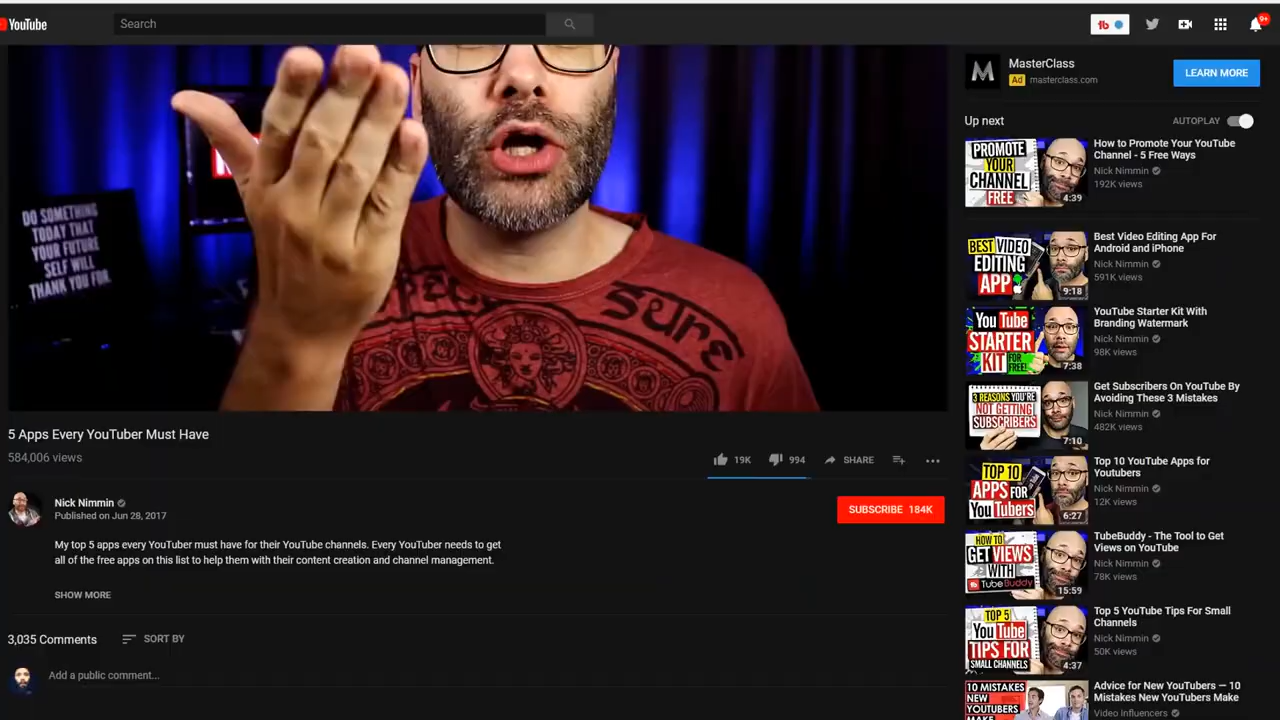 YouTube
Search
tb
9+
DO SOMETHING
TODAY THAT
YOUR FUTURE
SELF WILL
THANK YOU FOR.
SURE
5 Apps Every YouTuber Must Have
584,006 views
19K
994
SHARE
Nick Nimmin
Published on Jun 28, 2017
SUBSCRIBE 184K
My top 5 apps every YouTuber must have for their YouTube channels. Every YouTuber needs to get
all of the free apps on this list to help them with their content creation and channel management.
SHOW MORE
3,035 Comments
SORT BY
Add a public comment...
M
MasterClass
Ad masterclass.com
LEARN MORE
Up next
AUTOPLAY
PROMOTE
YOUR
CHANNEL
FREE
4:39
How to Promote Your YouTube
Channel - 5 Free Ways
Nick Nimmin
192K views
BEST VIDEO
EDITING
APP
9:18
Best Video Editing App For
Android and iPhone
Nick Nimmin
591K views
YouTube
STARTER
KIT FOR
FREE!
7:38
YouTube Starter Kit With
Branding Watermark
Nick Nimmin
98K views
3 REASONS YOU'RE
NOT GETTING
SUBSCRIBERS
7:10
Get Subscribers On YouTube By
Avoiding These 3 Mistakes
Nick Nimmin
482K views
TOP 10
APPS FOR
YouTubers
6:27
Top 10 YouTube Apps for
Youtubers
Nick Nimmin
12K views
HOW TO
GET VIEWS
WITH
TubeBuddy
15:59
TubeBuddy - The Tool to Get
Views on YouTube
Nick Nimmin
78K views
TOP 5
YouTube
TIPS FOR
SMALL CHANNELS
4:37
Top 5 YouTube Tips For Small
Channels
Nick Nimmin
50K views
10 MISTAKES
NEW
YOUTUBERS
MAKE
Advice for New YouTubers — 10
Mistakes New YouTubers Make
Video Influencers